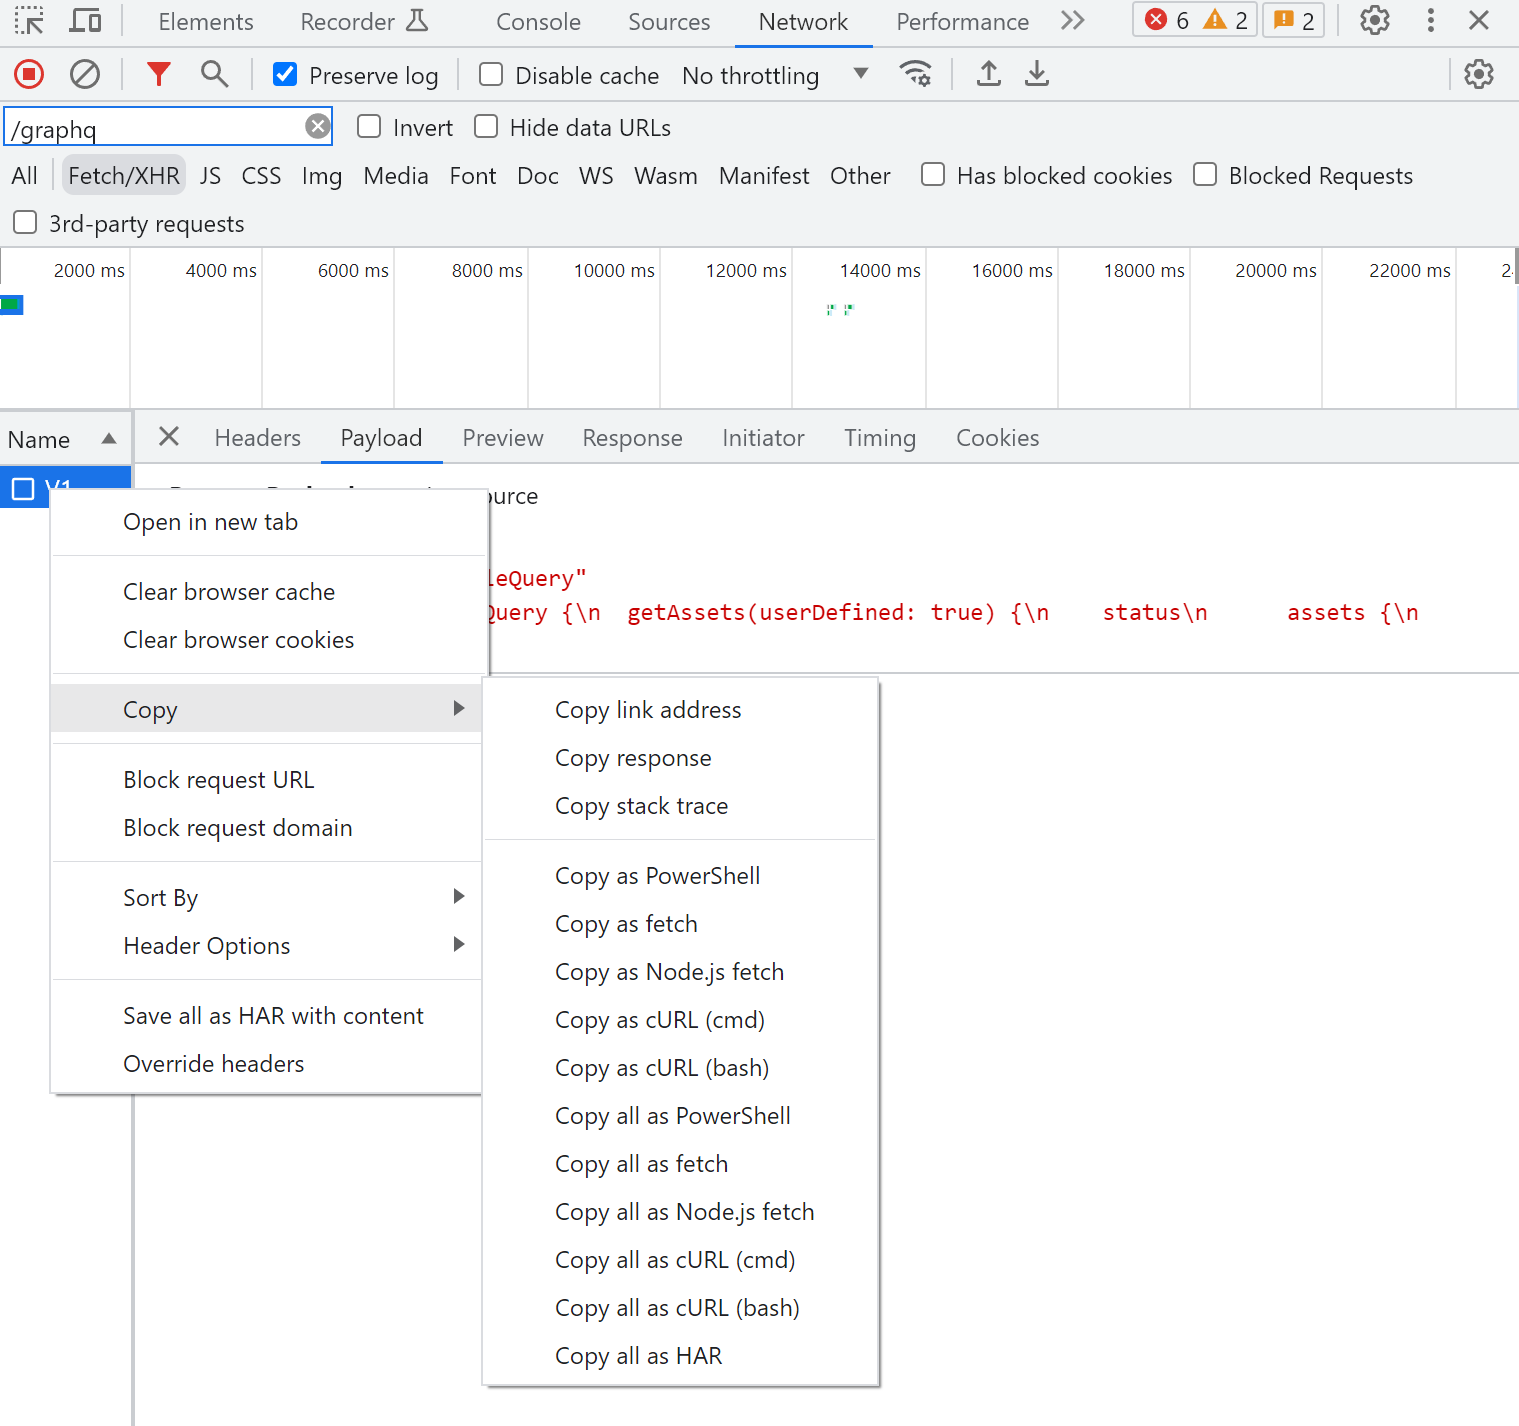 Elements Recorder Console Sources Network Performance 6 2 2
Preserve log Disable cache No throttling
/graphq Invert Hide data URLs
All Fetch/XHR JS CSS Img Media Font Doc WS Wasm Manifest Other Has blocked cookies Blocked Requests
3rd-party requests
2000 ms 4000 ms 6000 ms 8000 ms 10000 ms 12000 ms 14000 ms 16000 ms 18000 ms 20000 ms 22000 ms
Name Headers Payload Preview Response Initiator Timing Cookies
V1
ource
Open in new tab
leQuery"
Clear browser cache
Query {\n getAssets(userDefined: true) {\n status\n assets {\n
Clear browser cookies
Copy
Block request URL
Block request domain
Sort By
Header Options
Save all as HAR with content
Override headers
Copy link address
Copy response
Copy stack trace
Copy as PowerShell
Copy as fetch
Copy as Node.js fetch
Copy as cURL (cmd)
Copy as cURL (bash)
Copy all as PowerShell
Copy all as fetch
Copy all as Node.js fetch
Copy all as cURL (cmd)
Copy all as cURL (bash)
Copy all as HAR